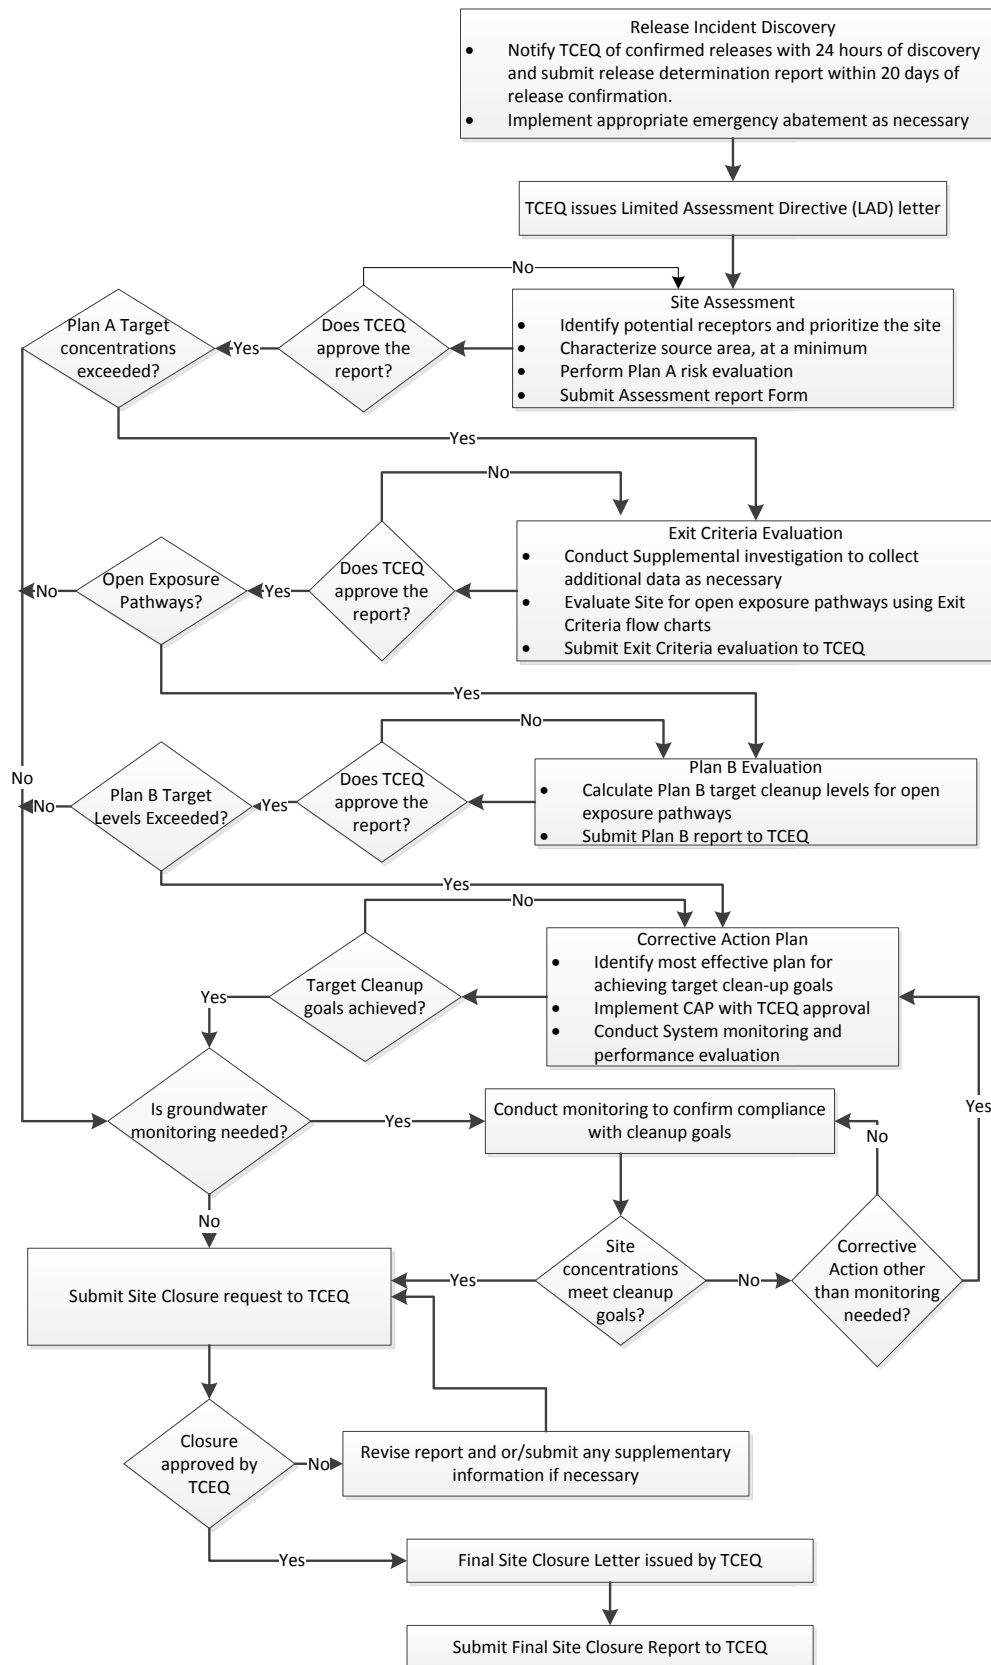 Release Incident Discovery
• Notify TCEQ of confirmed releases with 24 hours of discovery
and submit release determination report within 20 days of
release confirmation.
• Implement appropriate emergency abatement as necessary
TCEQ issues Limited Assessment Directive (LAD) letter
No
Site Assessment
• Identify potential receptors and prioritize the site
• Characterize source area, at a minimum
• Perform Plan A risk evaluation
• Submit Assessment report Form
Does TCEQ
approve the
report?
Yes
Plan A Target
concentrations
exceeded?
Yes
No
Exit Criteria Evaluation
• Conduct Supplemental investigation to collect
additional data as necessary
• Evaluate Site for open exposure pathways using Exit
Criteria flow charts
• Submit Exit Criteria evaluation to TCEQ
Does TCEQ
approve the
report?
Yes
Open Exposure
Pathways?
No
Yes
No
Plan B Evaluation
• Calculate Plan B target cleanup levels for open
exposure pathways
• Submit Plan B report to TCEQ
Does TCEQ
approve the
report?
Yes
Plan B Target
Levels Exceeded?
No
No
Yes
No
Corrective Action Plan
• Identify most effective plan for
achieving target clean-up goals
• Implement CAP with TCEQ approval
• Conduct System monitoring and
performance evaluation
Target Cleanup
goals achieved?
Yes
Is groundwater
monitoring needed?
Yes
Conduct monitoring to confirm compliance
with cleanup goals
No
Yes
No
Site
concentrations
meet cleanup
goals?
No
Corrective
Action other
than monitoring
needed?
Yes
Submit Site Closure request to TCEQ
Closure
approved by
TCEQ
No
Revise report and or/submit any supplementary
information if necessary
Yes
Final Site Closure Letter issued by TCEQ
Submit Final Site Closure Report to TCEQ